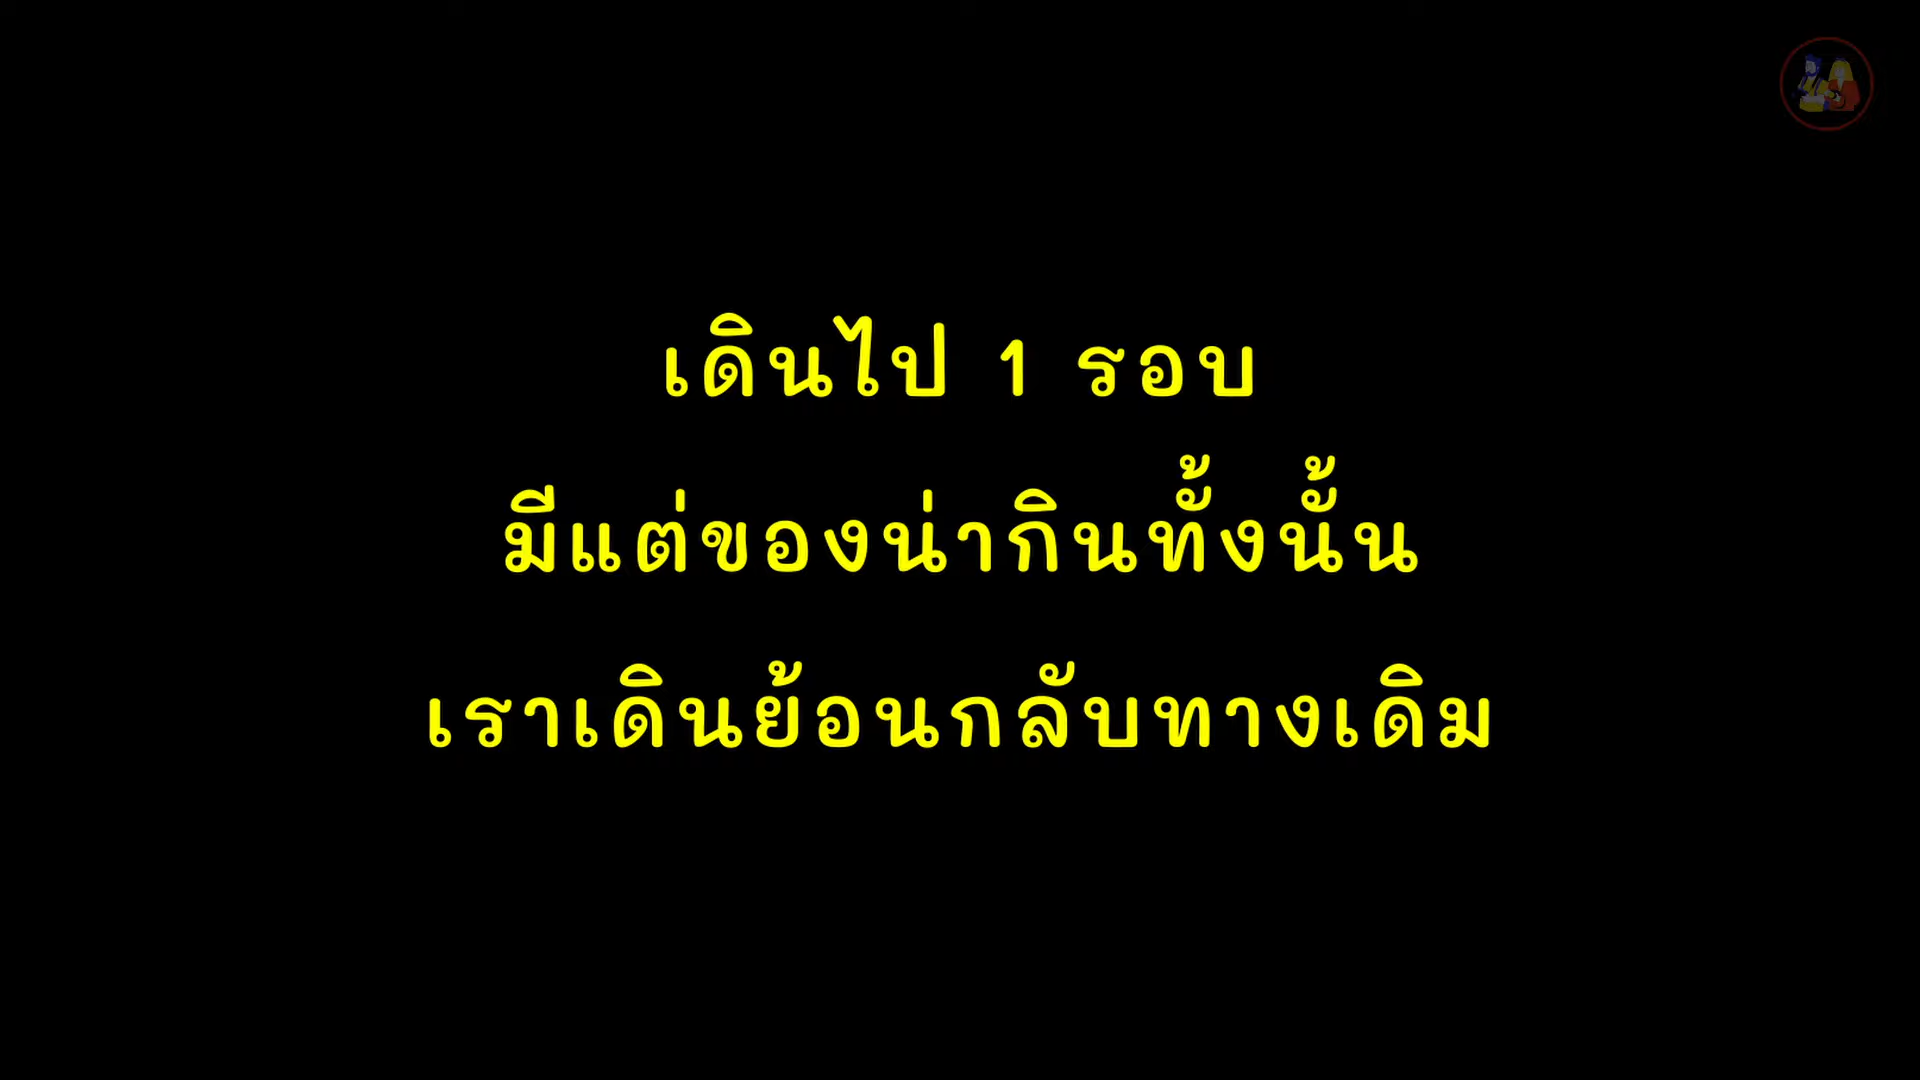 เดินไป 1 รอบ
มีแต่ของน่ากินทั้งนั้น
เราเดินย้อนกลับทางเดิม